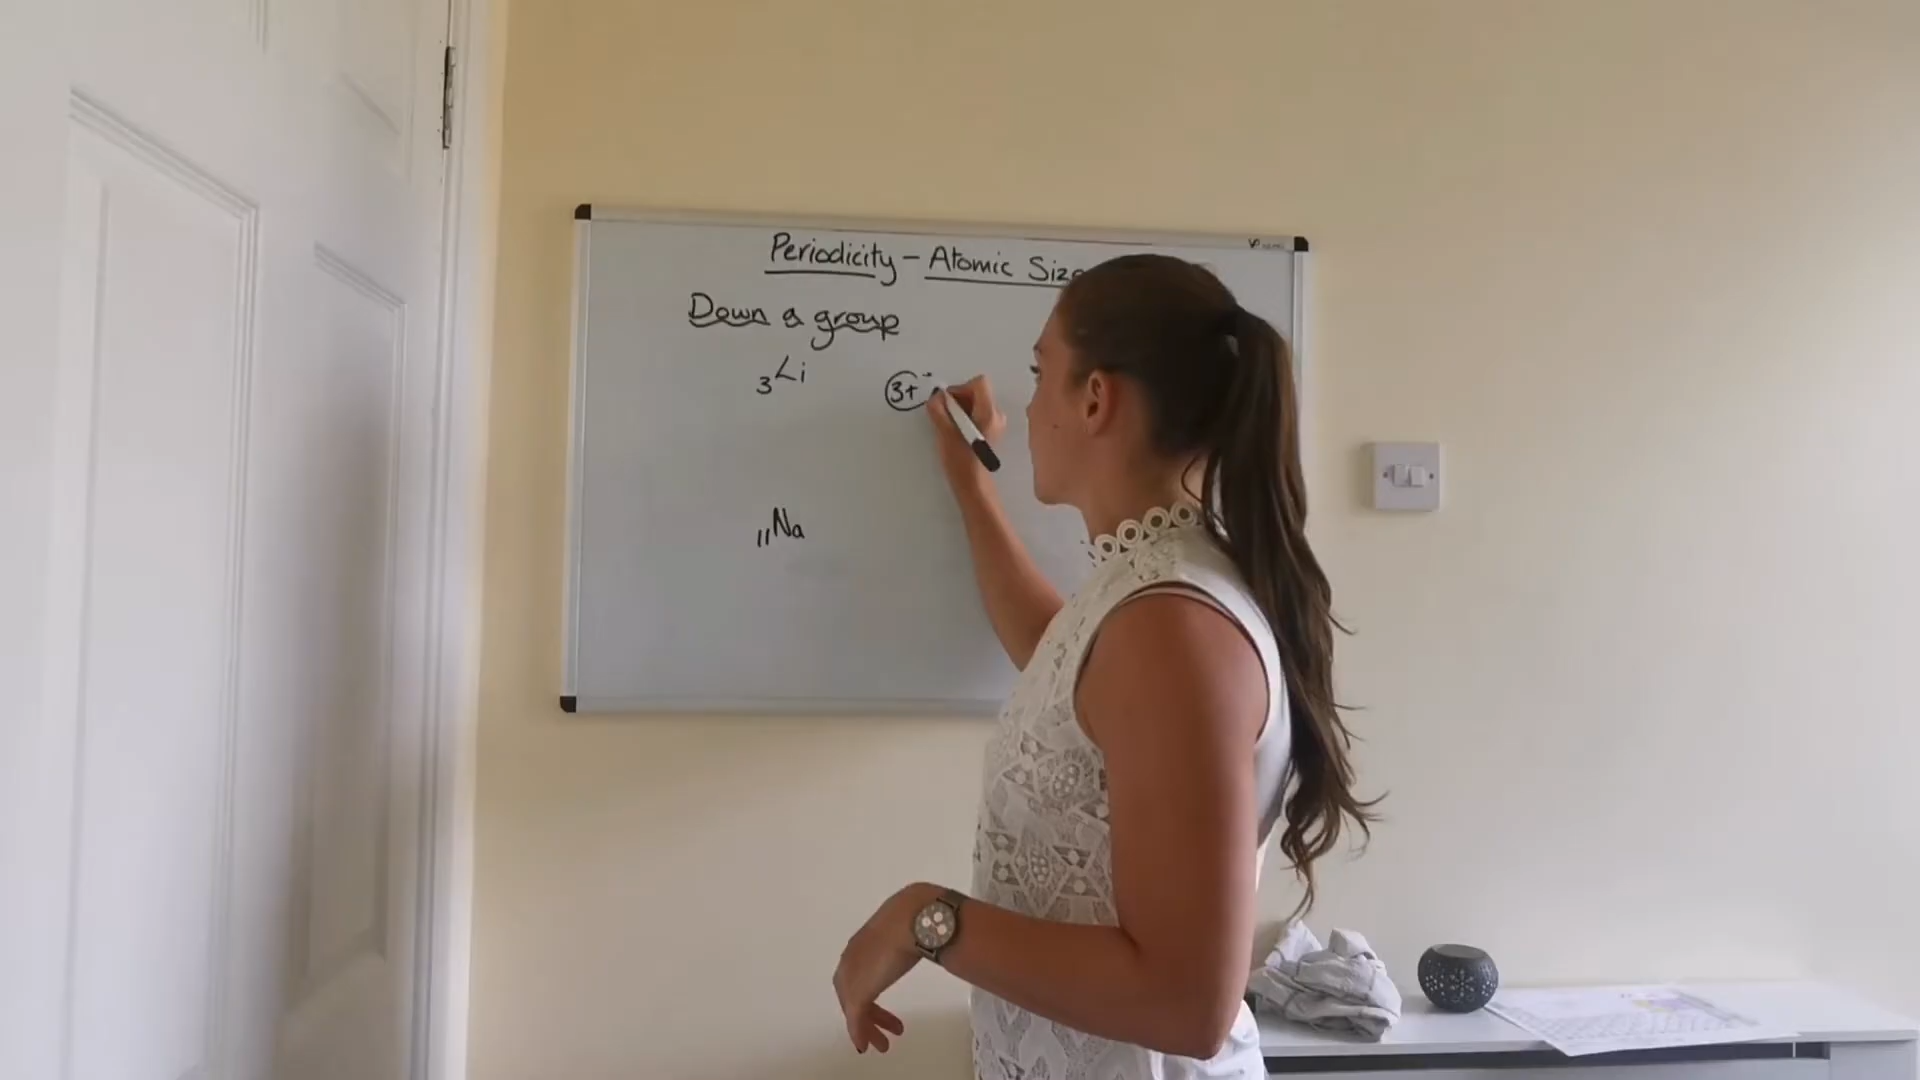 Periodicity - Atomic Size
Down a group
₃Li
3+
₁₁Na